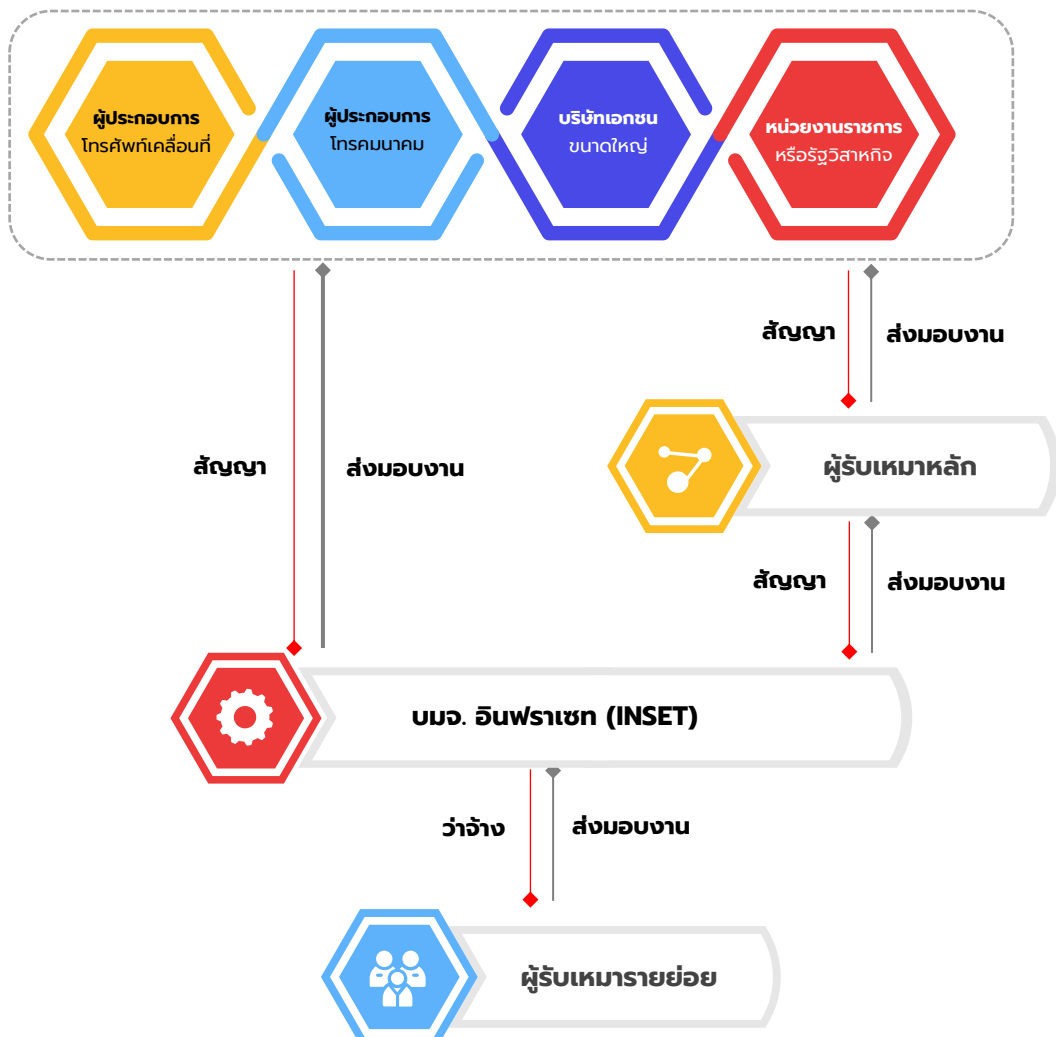 ผู้ประกอบการ
โทรศัพท์เคลื่อนที่
ผู้ประกอบการ
โทรคมนาคม
บริษัทเอกชน
ขนาดใหญ่
หน่วยงานราชการ
หรือรัฐวิสาหกิจ
สัญญา
ส่งมอบงาน
ผู้รับเหมาหลัก
สัญญา
ส่งมอบงาน
สัญญา
ส่งมอบงาน
บมจ. อินฟราเซท (INSET)
ว่าจ้าง
ส่งมอบงาน
ผู้รับเหมารายย่อย